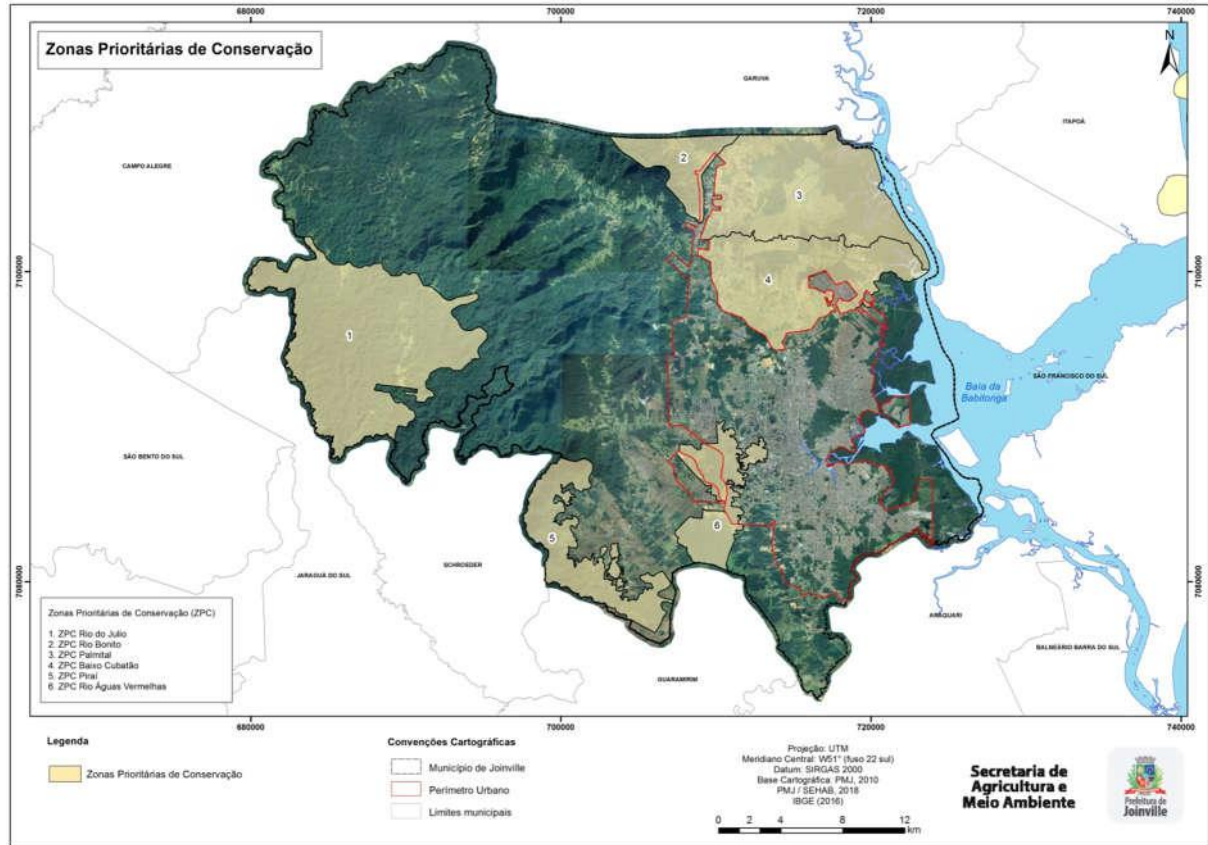 680000
700000
720000
740000
Zonas Prioritárias de Conservação
N
GARUVA
ITAPOÁ
CAMPO ALEGRE
2
3
7100000
7100000
4
1
Baía da
Babitonga
SÃO FRANCISCO DO SUL
SÃO BENTO DO SUL
6
5
SCHROEDER
JARAGUÁ DO SUL
7080000
7080000
ARAQUARI
BALNEÁRIO BARRA DO SUL
GUARAMIRIM
Zonas Prioritárias de Conservação (ZPC)
1. ZPC Rio do Julio
2. ZPC Rio Bonito
3. ZPC Palmital
4. ZPC Baixo Cubatão
5. ZPC Piraí
6. ZPC Rio Águas Vermelhas
680000
700000
720000
740000
Legenda
Zonas Prioritárias de Conservação
Convenções Cartográficas
Município de Joinville
Perímetro Urbano
Limites municipais
Projeção: UTM
Meridiano Central: W51° (fuso 22 sul)
Datum: SIRGAS 2000
Base Cartográfica: PMJ, 2010
PMJ / SEHAB, 2018
IBGE (2016)
0 2 4 8 12
km
Secretaria de
Agricultura e
Meio Ambiente
Prefeitura de
Joinville